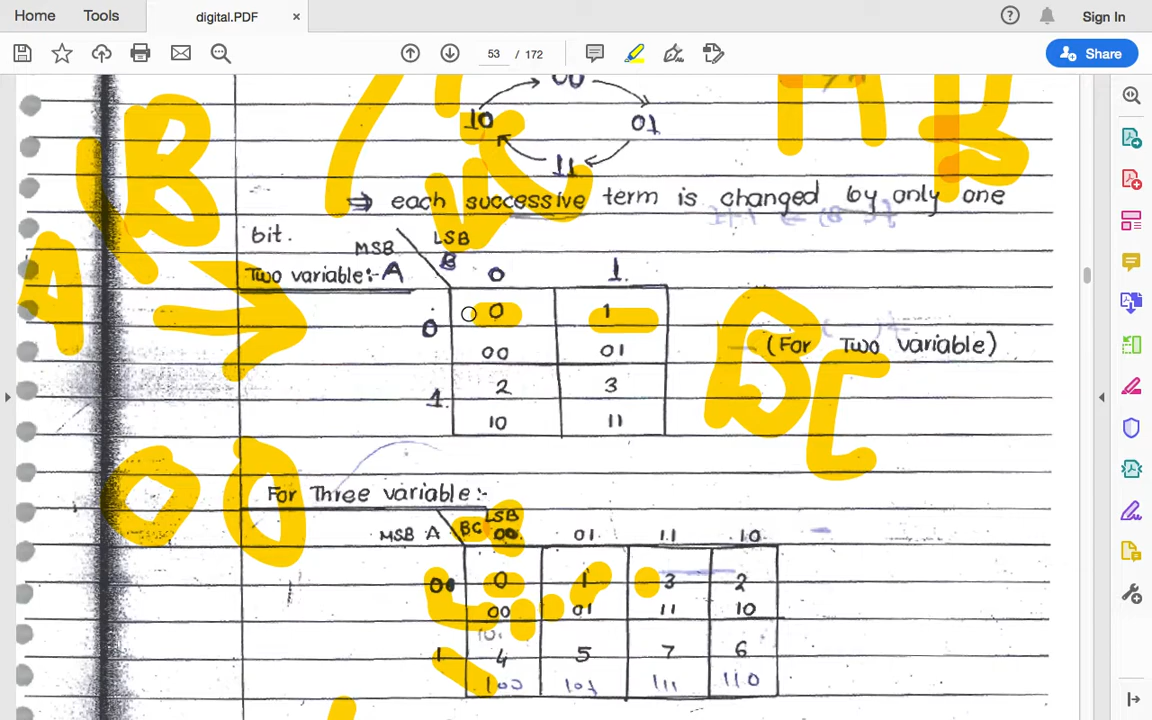 Home Tools digital.PDF × Sign In
53 / 172 Share
00
10 01
11
A B
⇒ each successive term is changed by only one
bit.
MSB LSB
Two variable:- A B 0 1
0 0 1
00 01
(For Two variable)
1 2 3
10 11
A B
B C
0 0
For Three variable:-
LSB
MSB A BC 00 01 11 10
0 0 1 3 2
00 01 11 10
1 4 5 7 6
100 101 111 110